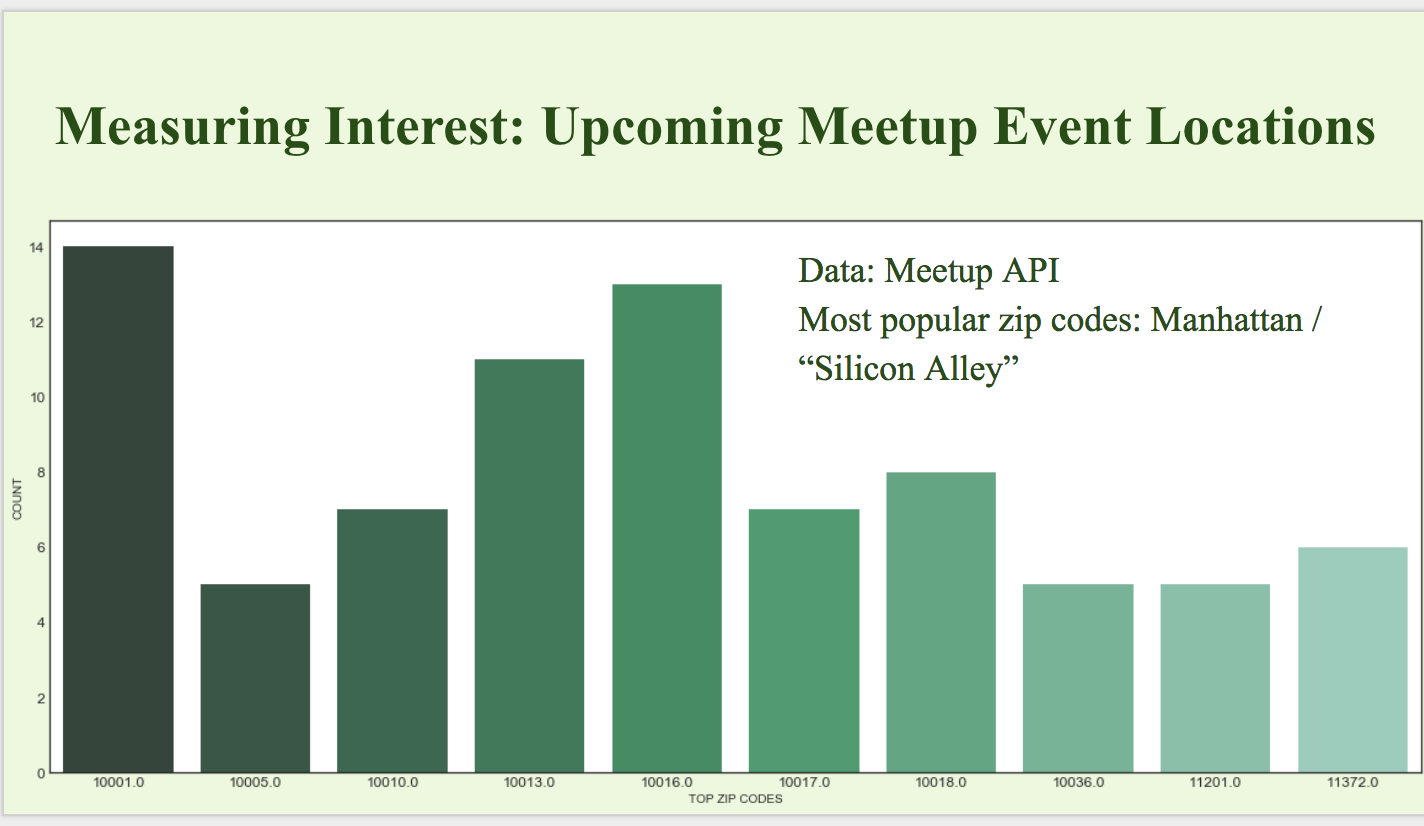 Measuring Interest: Upcoming Meetup Event Locations
Data: Meetup API
Most popular zip codes: Manhattan /
“Silicon Alley”
14
12
10
8
6
4
2
0
COUNT
10001.0 10005.0 10010.0 10013.0 10016.0 10017.0 10018.0 10036.0 11201.0 11372.0
TOP ZIP CODES